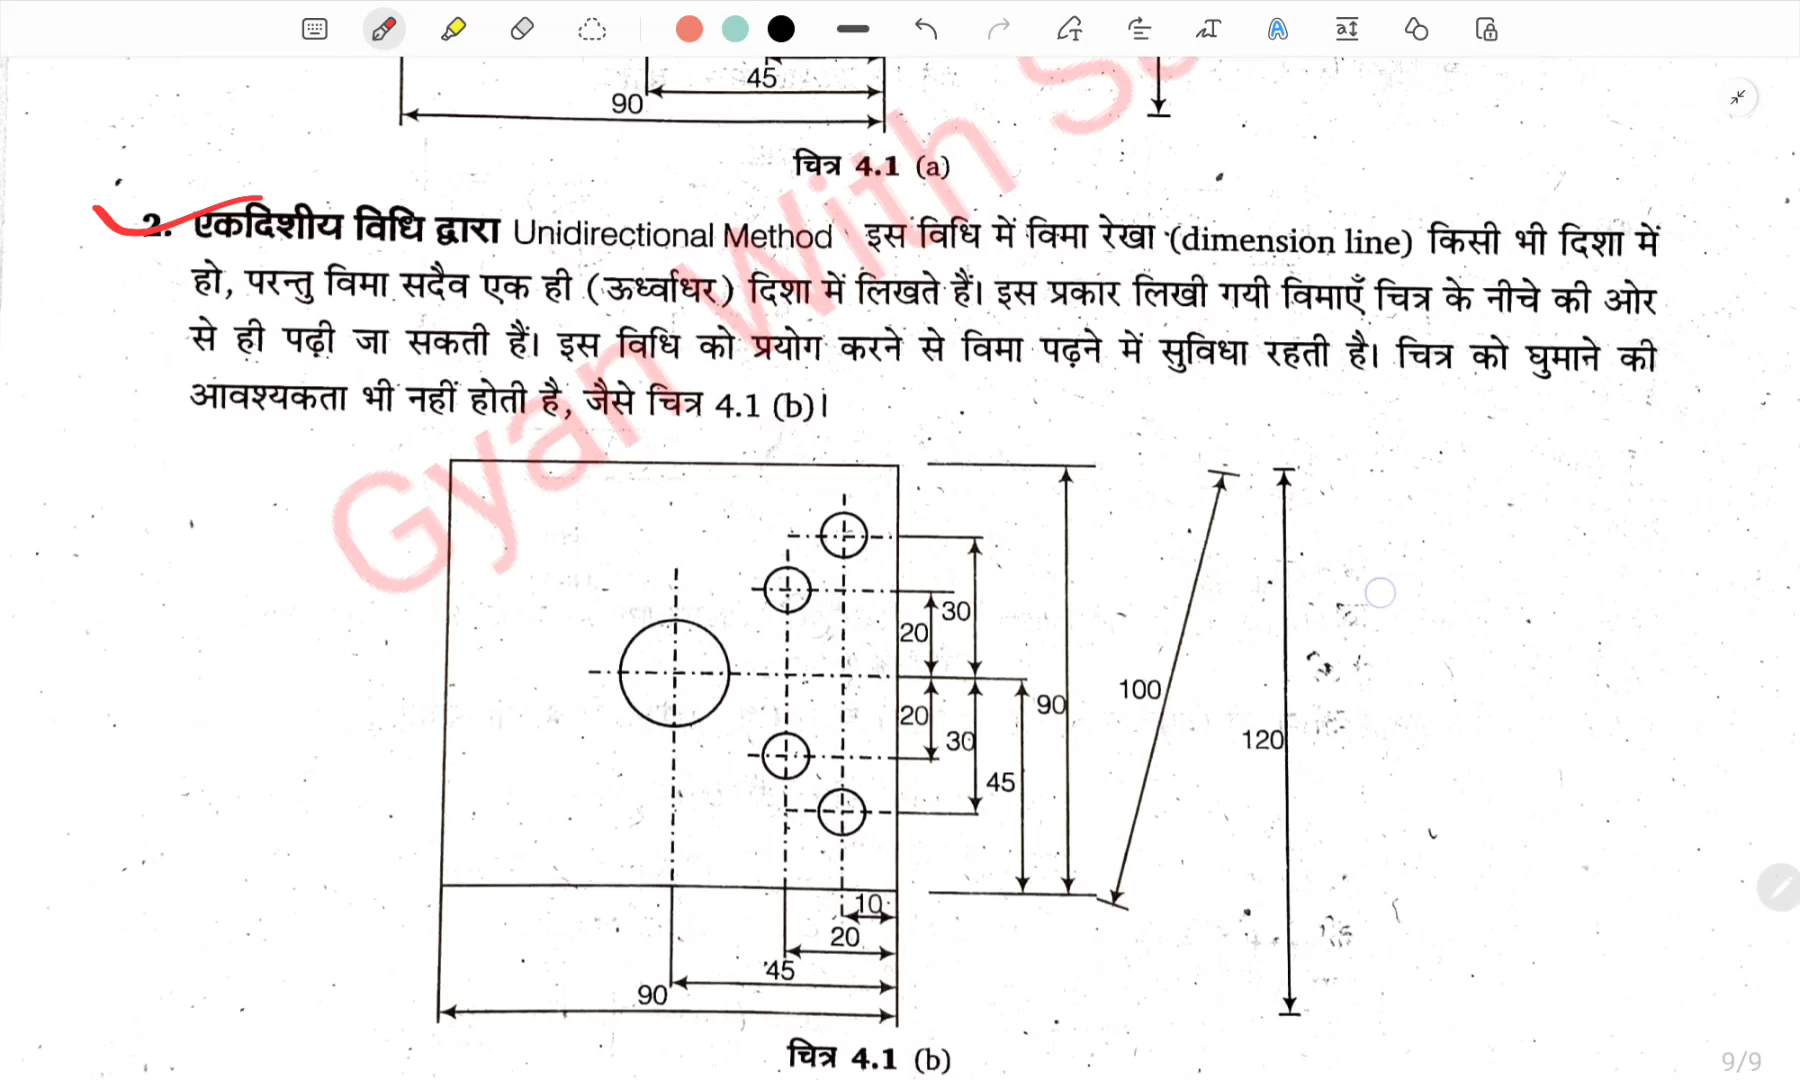 45
90
चित्र 4.1 (a)
2. एकदिशीय विधि द्वारा Unidirectional Method इस विधि में विमा रेखा (dimension line) किसी भी दिशा में
हो, परन्तु विमा सदैव एक ही (ऊर्ध्वाधर) दिशा में लिखते हैं। इस प्रकार लिखी गयी विमाएँ चित्र के नीचे की ओर
से ही पढ़ी जा सकती हैं। इस विधि को प्रयोग करने से विमा पढ़ने में सुविधा रहती है। चित्र को घुमाने की
आवश्यकता भी नहीं होती है, जैसे चित्र 4.1 (b)।
Gyan With
30
20
100
90
20
120
30
45
10
20
45
90
चित्र 4.1 (b)
9/9